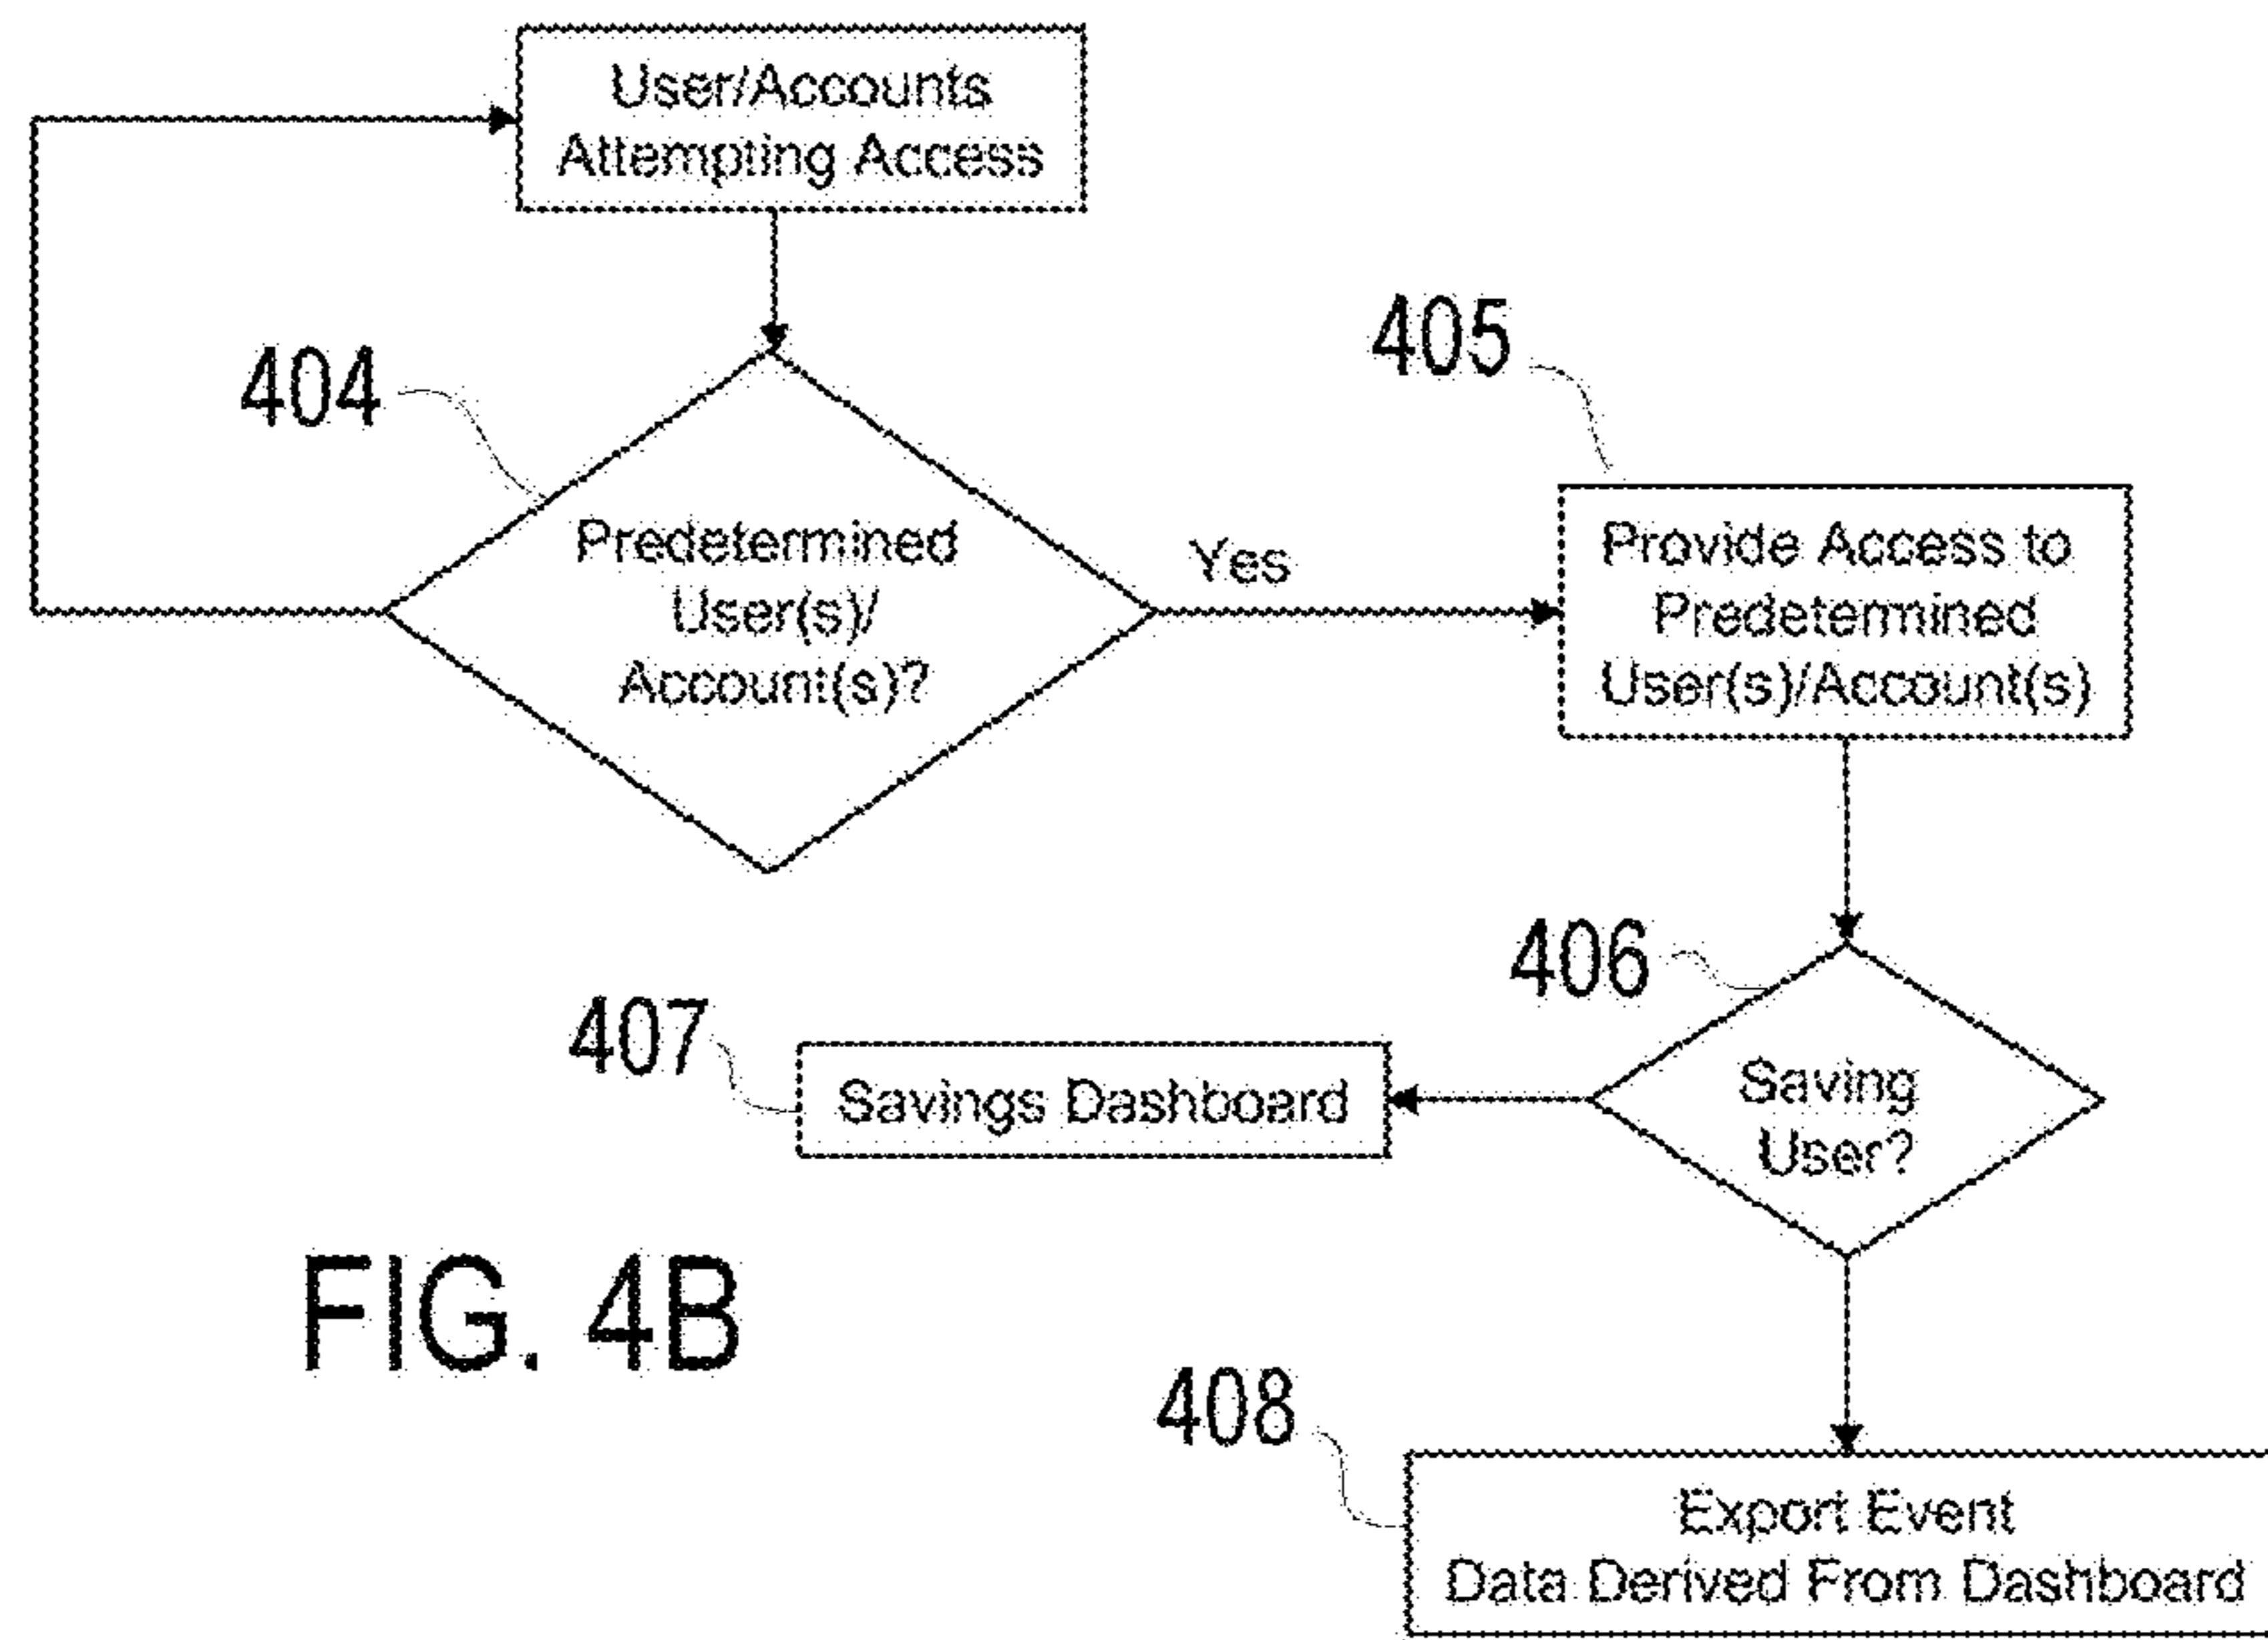 User/Accounts
Attempting Access
404
405
Predetermined
User(s)/
Account(s)?
Yes
Provide Access to
Predetermined
User(s)/Account(s)
406
407
Savings Dashboard
Saving
User?
FIG. 4B
408
Export Event
Data Derived From Dashboard